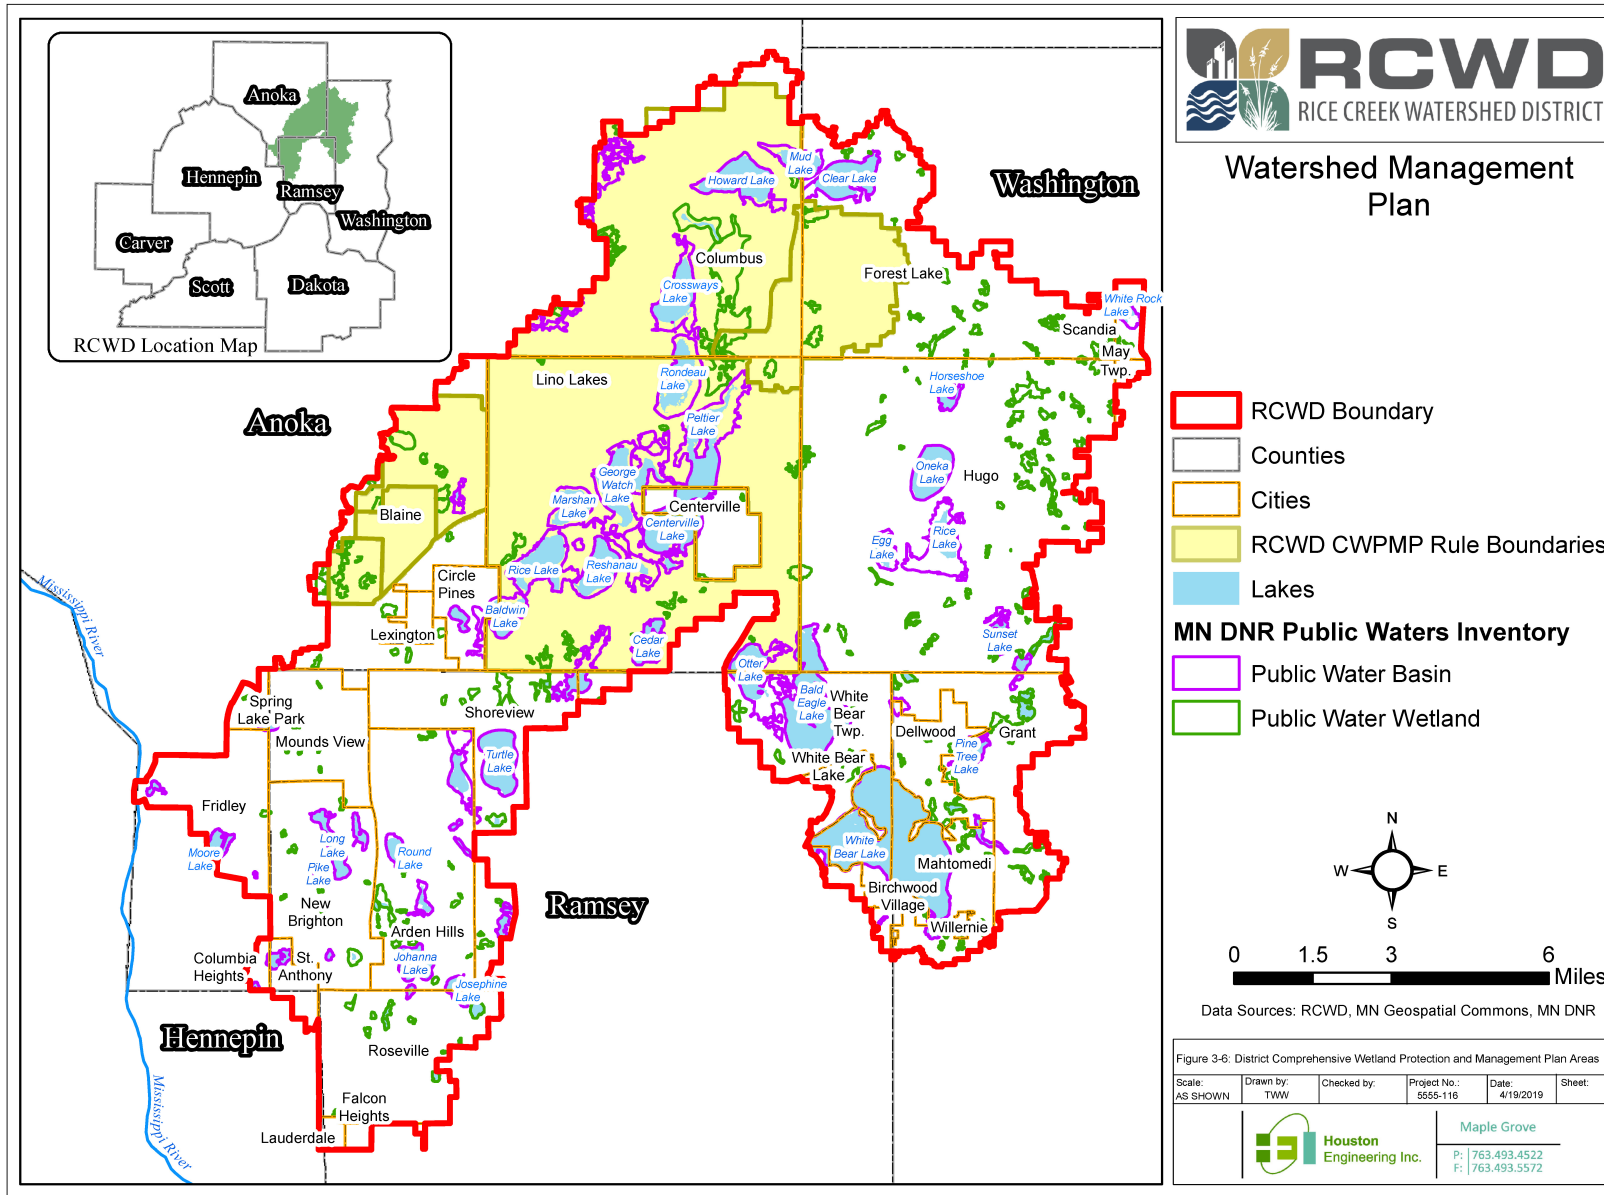 Anoka
Hennepin
Ramsey
Washington
Carver
Scott
Dakota
RCWD Location Map
RCWD
RICE CREEK WATERSHED DISTRICT
Watershed Management
Plan
Washington
Anoka
Ramsey
Hennepin
Mississippi River
Mississippi River
Mud
Lake
Howard Lake
Clear Lake
Columbus
Forest Lake
Crossways
Lake
White Rock
Lake
Scandia
May
Twp.
Lino Lakes
Rondeau
Lake
Horseshoe
Lake
Peltier
Lake
George
Watch
Lake
Oneka
Lake
Hugo
Marshan
Lake
Centerville
Blaine
Centerville
Lake
Rice
Lake
Egg
Lake
Rice Lake
Reshanau
Lake
Circle
Pines
Baldwin
Lake
Lexington
Cedar
Lake
Sunset
Lake
Otter
Lake
Bald
Eagle
Lake
White
Bear
Twp.
Spring
Lake Park
Shoreview
Mounds View
Dellwood
Grant
Pine
Tree
Lake
Turtle
Lake
White Bear
Lake
Fridley
Moore
Lake
Long
Lake
Pike
Lake
Round
Lake
White
Bear Lake
Mahtomedi
Birchwood
Village
Willernie
New
Brighton
Arden Hills
Columbia
Heights
St.
Anthony
Johanna
Lake
Josephine
Lake
Roseville
Falcon
Heights
Lauderdale
RCWD Boundary
Counties
Cities
RCWD CWPMP Rule Boundaries
Lakes
MN DNR Public Waters Inventory
Public Water Basin
Public Water Wetland
N
W E
S
0 1.5 3 6
Miles
Data Sources: RCWD, MN Geospatial Commons, MN DNR
Figure 3-6: District Comprehensive Wetland Protection and Management Plan Areas
Scale:
AS SHOWN
Drawn by:
TWW
Checked by:
Project No.:
5555-116
Date:
4/19/2019
Sheet:
Houston
Engineering Inc.
Maple Grove
P: 763.493.4522
F: 763.493.5572